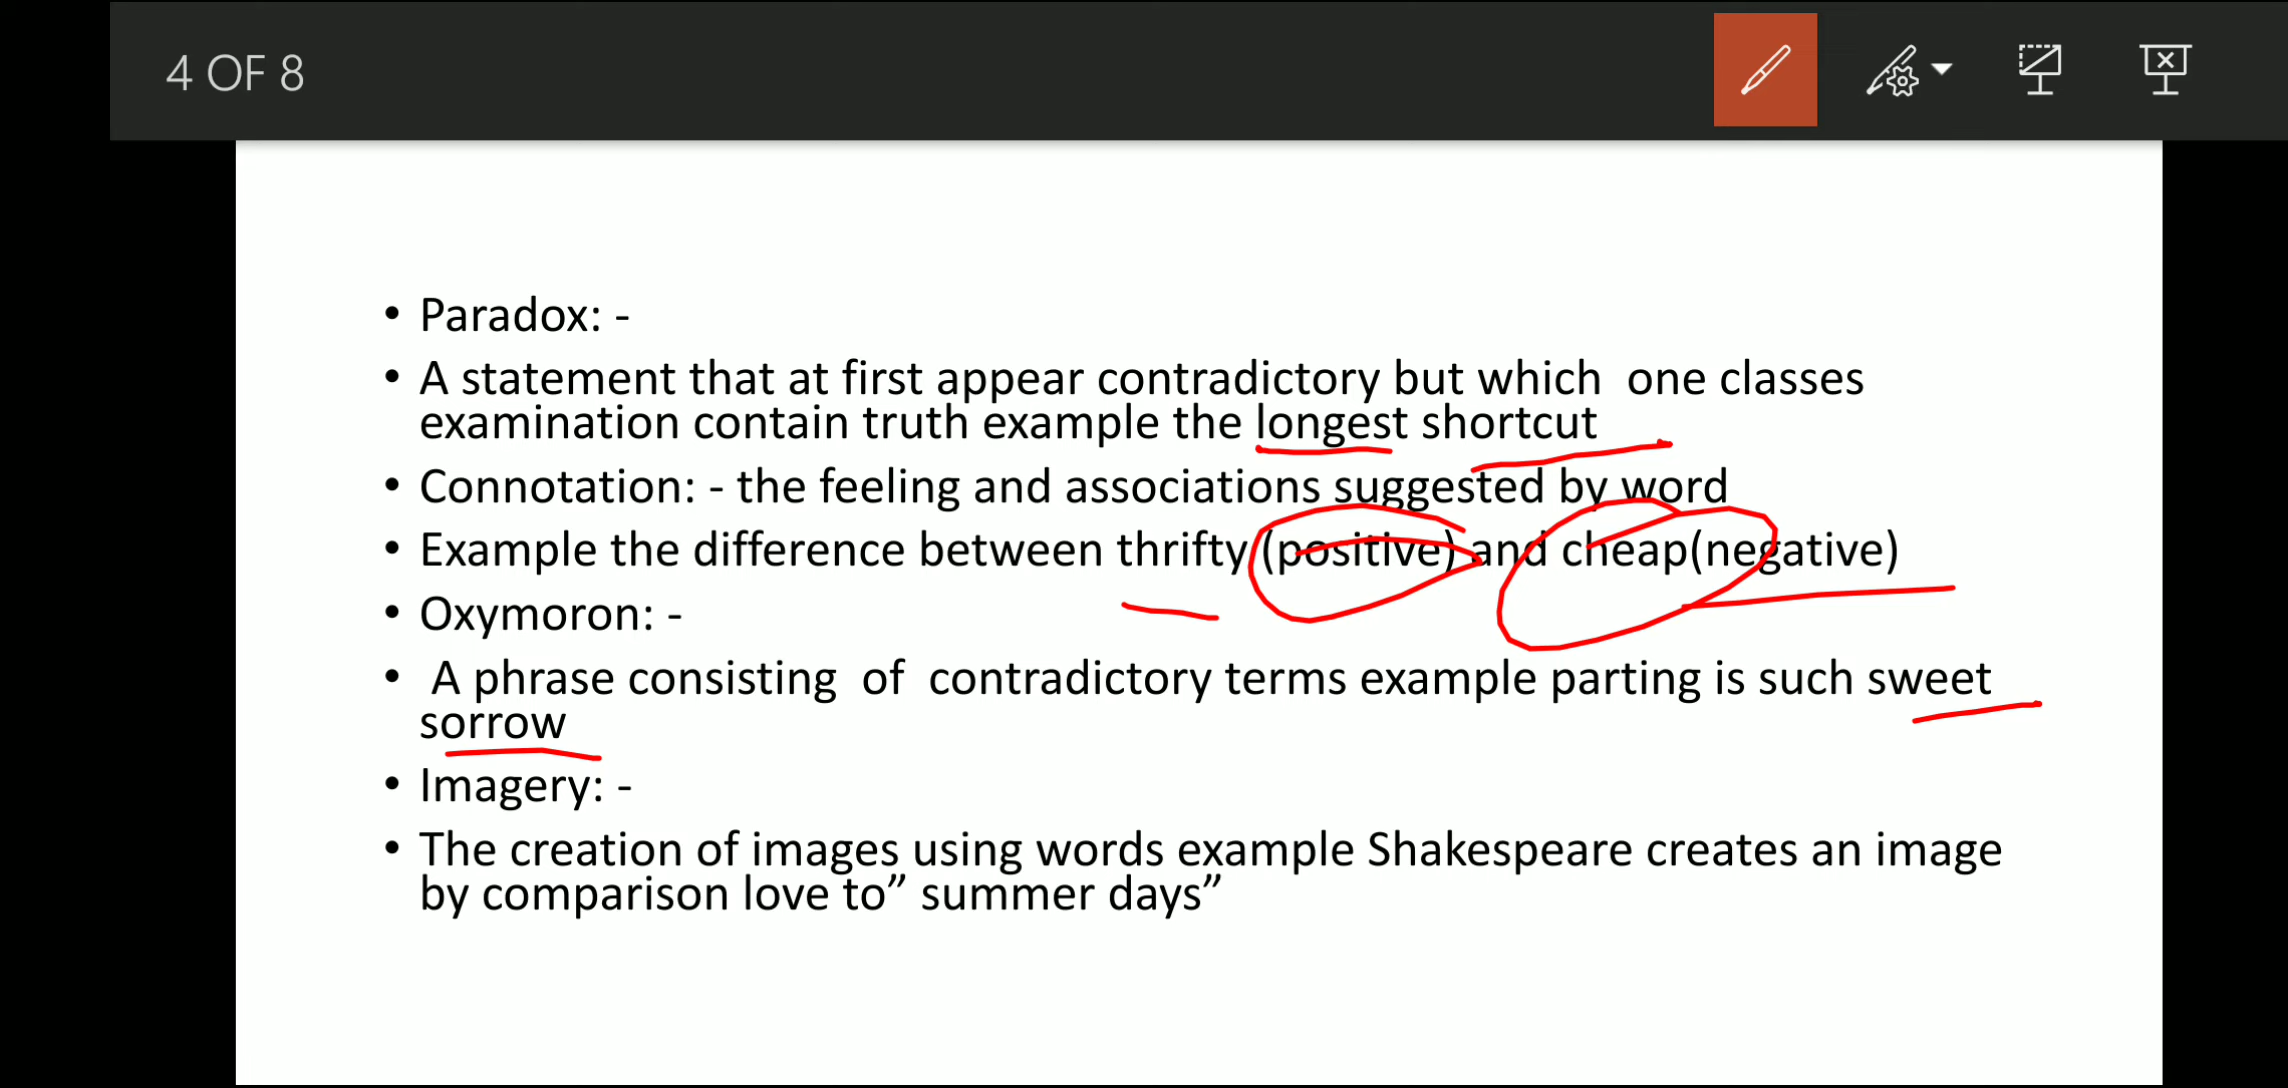 4 OF 8
• Paradox: -
• A statement that at first appear contradictory but which one classes
examination contain truth example the longest shortcut
• Connotation: - the feeling and associations suggested by word
• Example the difference between thrifty (positive) and cheap(negative)
• Oxymoron: -
• A phrase consisting of contradictory terms example parting is such sweet
sorrow
• Imagery: -
• The creation of images using words example Shakespeare creates an image
by comparison love to” summer days”